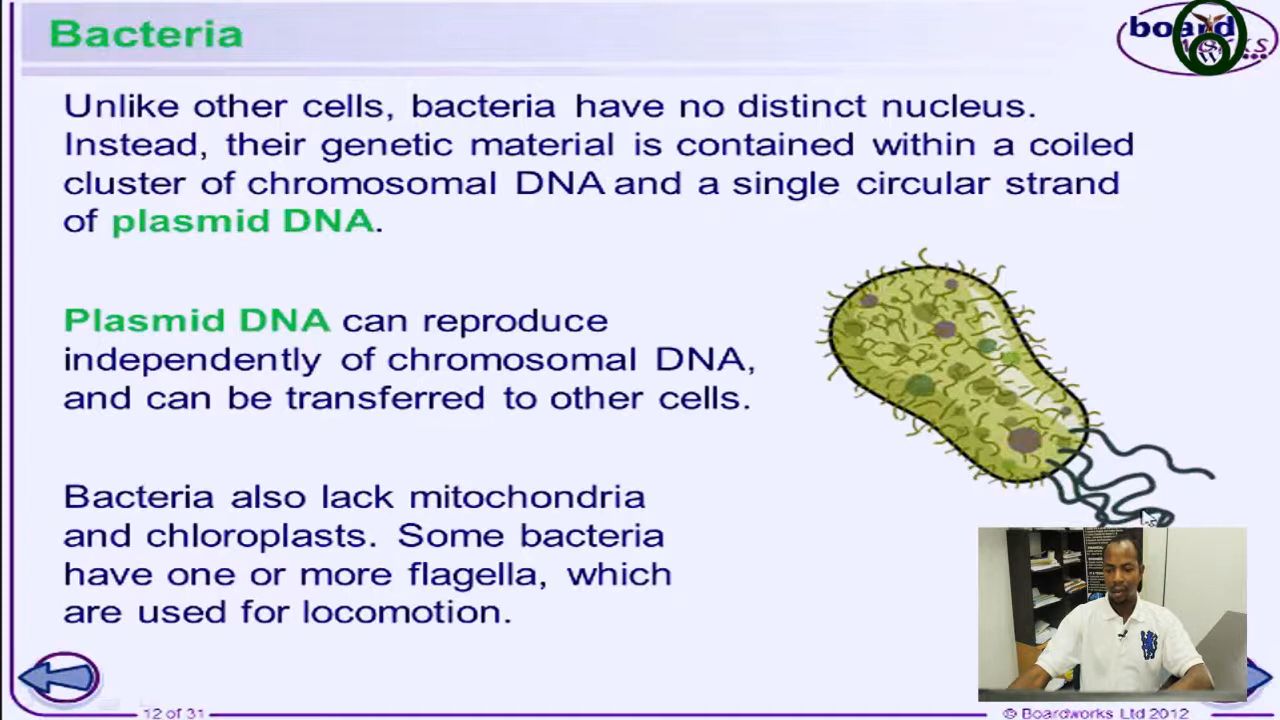 Bacteria
board
Unlike other cells, bacteria have no distinct nucleus.
Instead, their genetic material is contained within a coiled
cluster of chromosomal DNA and a single circular strand
of plasmid DNA.
Plasmid DNA can reproduce
independently of chromosomal DNA,
and can be transferred to other cells.
Bacteria also lack mitochondria
and chloroplasts. Some bacteria
have one or more flagella, which
are used for locomotion.
12 of 31
© Boardworks Ltd 2012